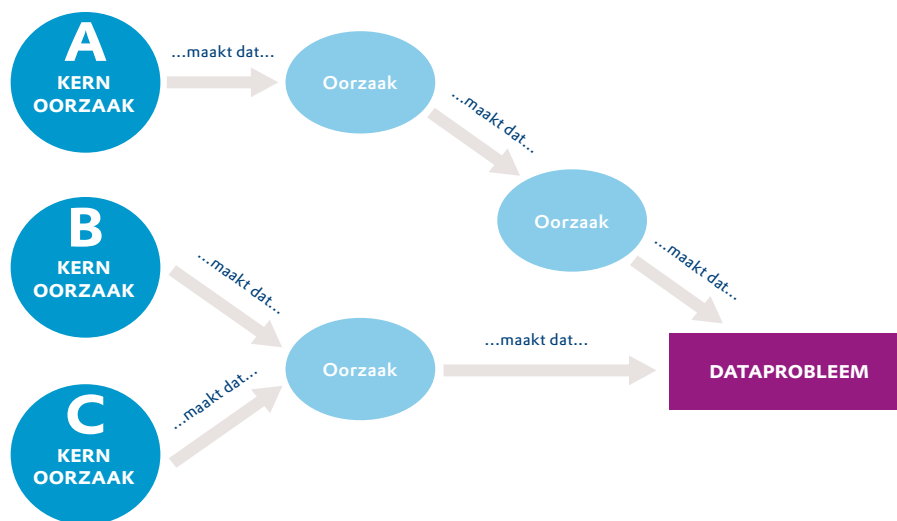 A
KERN
OORZAAK
...maakt dat...
Oorzaak
...maakt dat...
Oorzaak
...maakt dat...
B
KERN
OORZAAK
...maakt dat...
Oorzaak
...maakt dat...
DATAPROBLEEM
C
KERN
OORZAAK
...maakt dat...